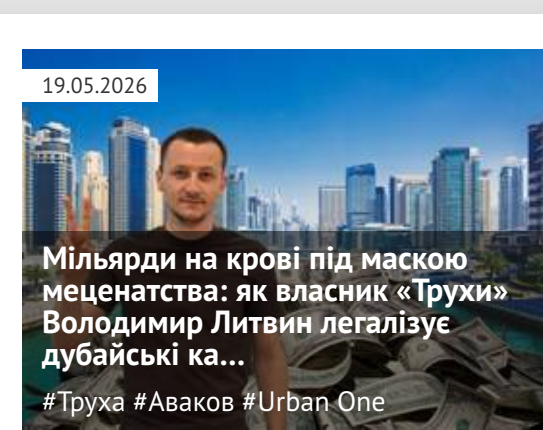 19.05.2026
Мільярди на крові під маскою
меценатства: як власник «Трухи»
Володимир Литвин легалізує
дубайські ка...
#Труха #Аваков #Urban One